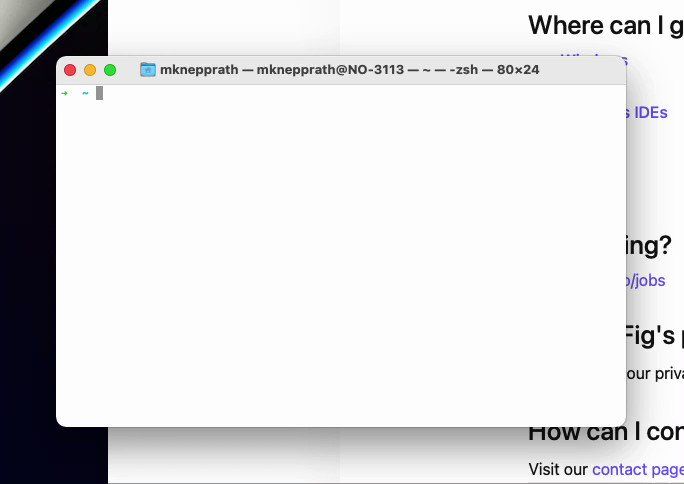 Where can I g
mknepprath — mknepprath@NO-3113 — ~ — -zsh — 80×24
➜ ~
s IDEs
ing?
o/jobs
Fig's p
our priva
How can I con
Visit our contact page